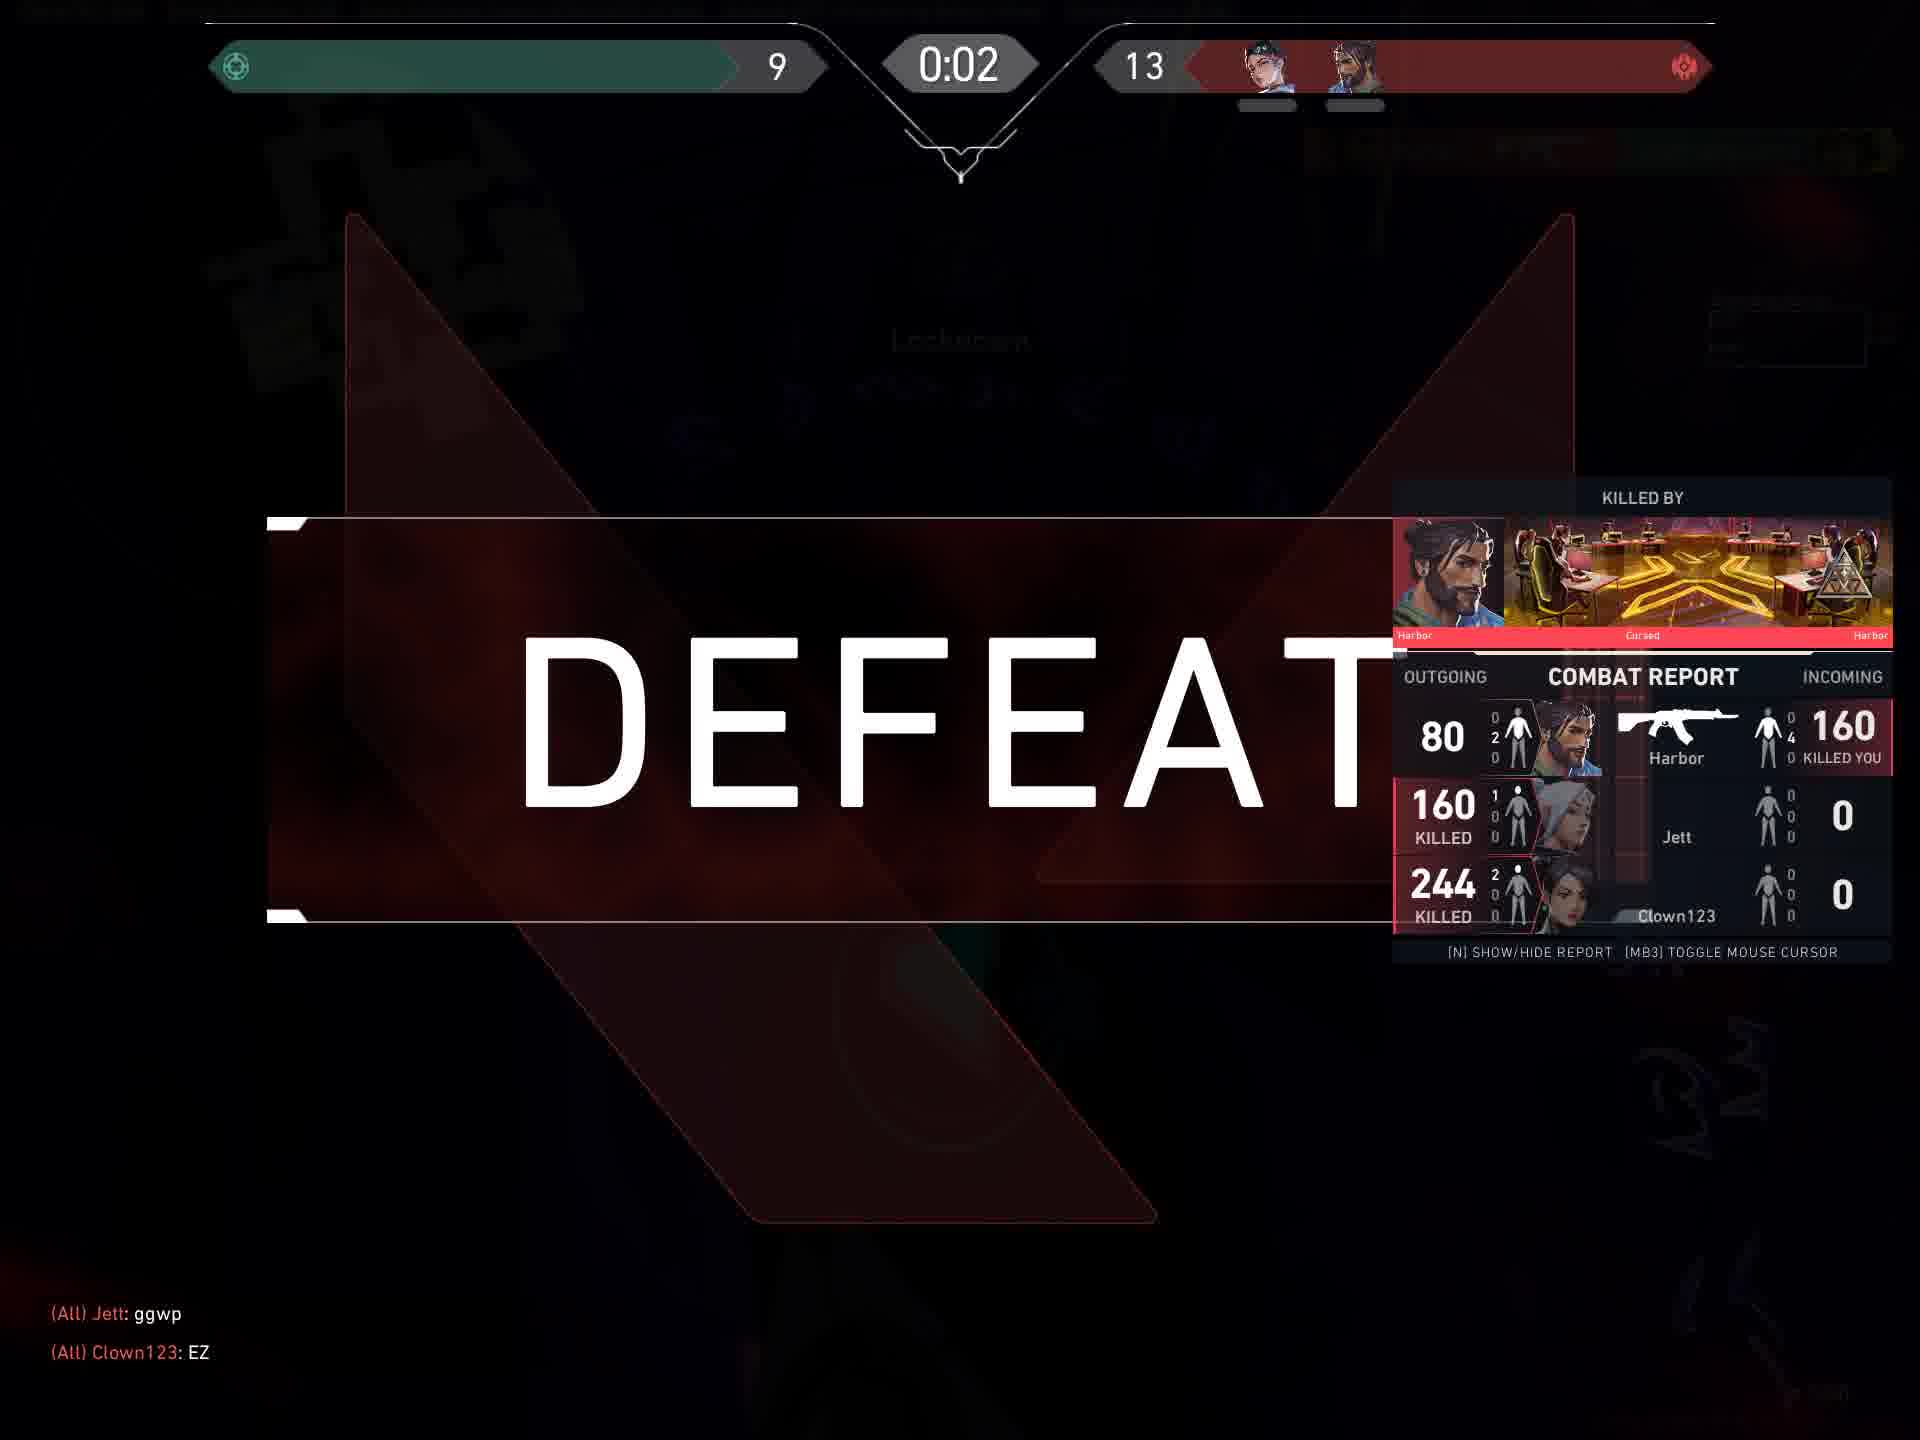 9
0:02
13
DEFEAT
KILLED BY
Harbor Cursed Harbor
OUTGOING COMBAT REPORT INCOMING
80 0 2 0 Harbor 0 4 0 160 KILLED YOU
160 KILLED 1 0 0 Jett 0 0 0 0
244 KILLED 2 0 0 Clown123 0 0 0 0
[N] SHOW/HIDE REPORT [MB3] TOGGLE MOUSE CURSOR
(All) Jett: ggwp
(All) Clown123: EZ